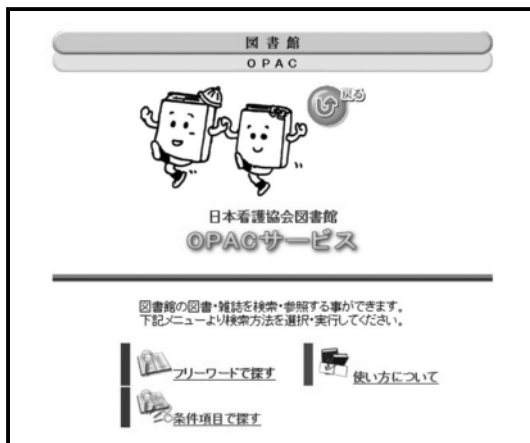 図書館
OPAC
戻る
日本看護協会図書館
OPACサービス
図書館の図書・雑誌を検索・参照する事ができます。
下記メニューより検索方法を選択・実行してください。
フリーワードで探す
使い方について
条件項目で探す